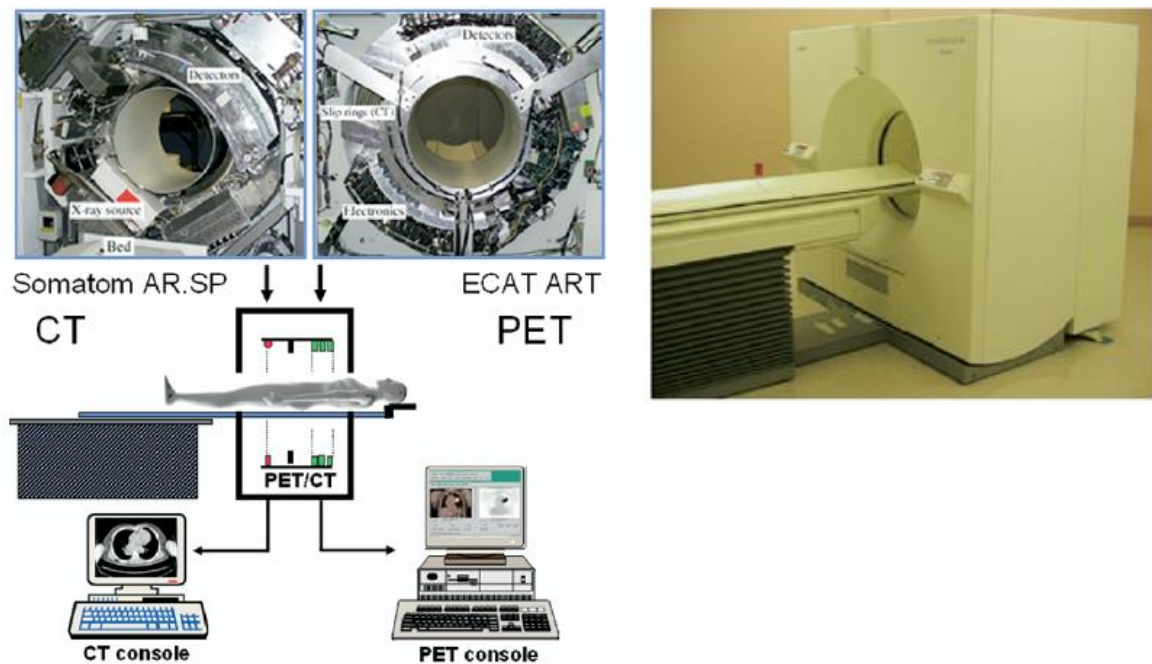 Detectors
X-ray source
Bed
Detectors
Slip rings (CT)
Electronics
Somatom AR.SP
CT
ECAT ART
PET
PET/CT
CT console
PET console